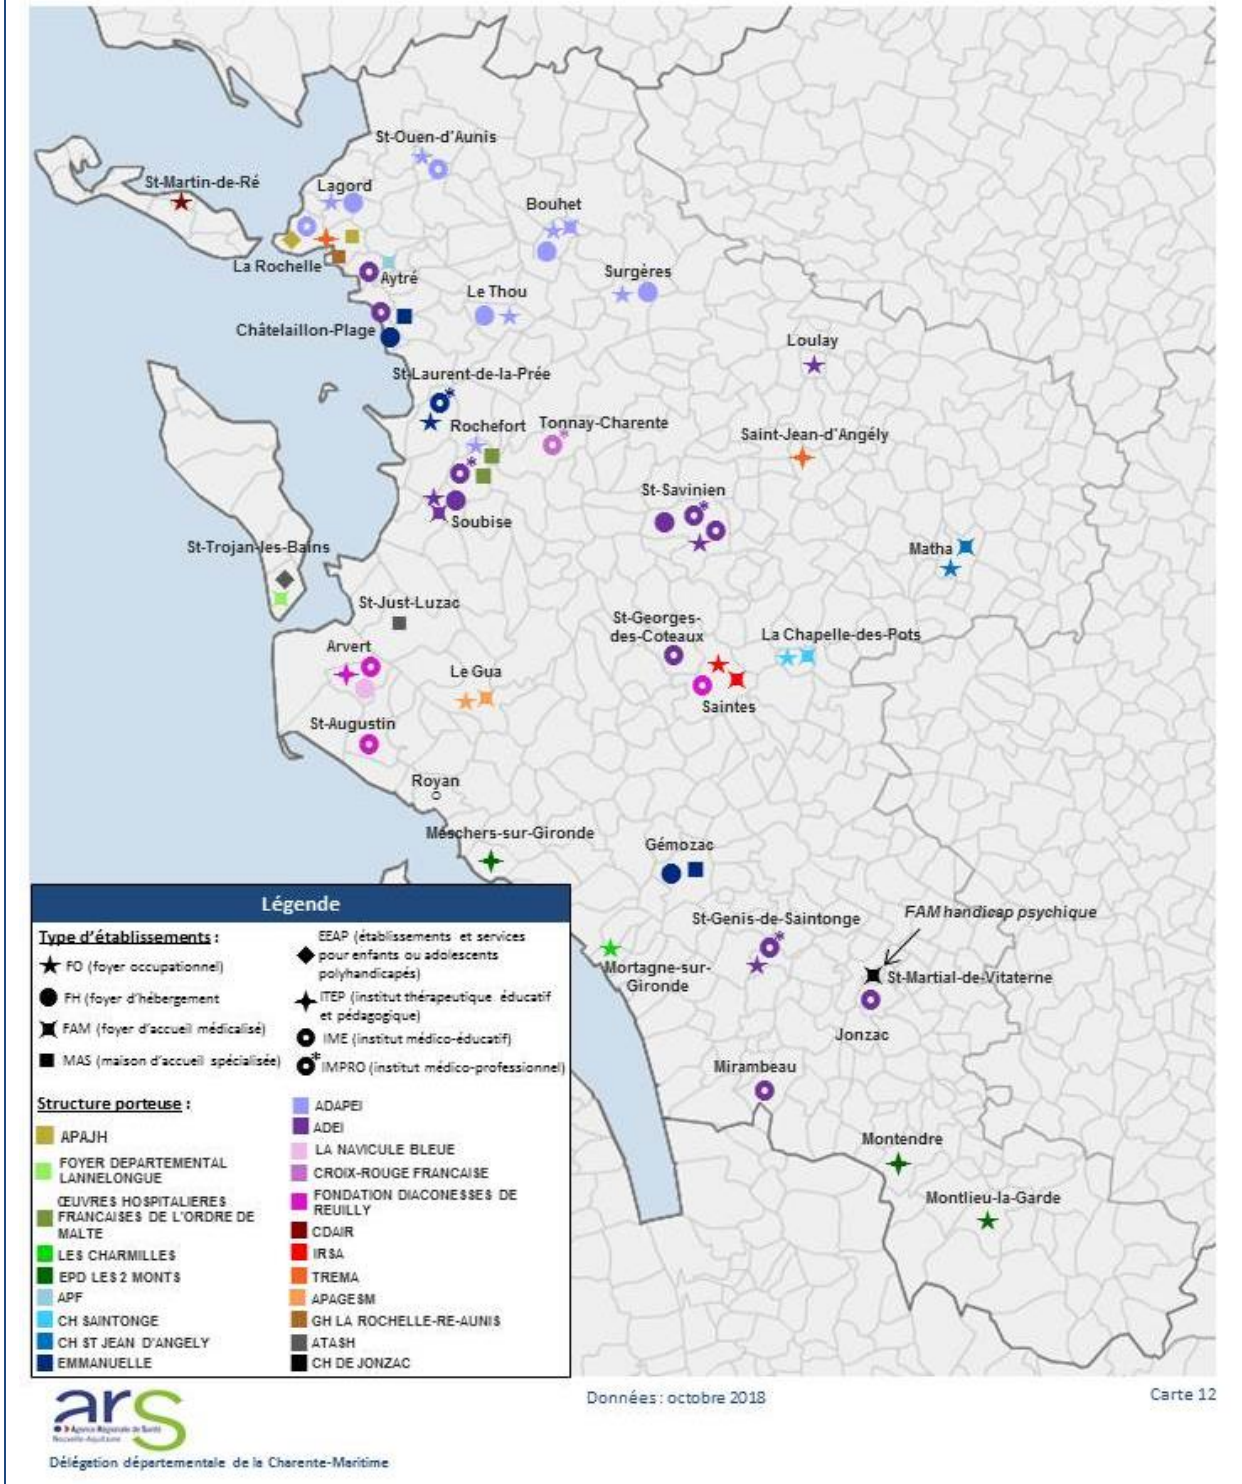 St-Ouen-d'Aunis
St-Martin-de-Ré
Lagord
Bouhet
La Rochelle
Aytré
Surgères
Le Thou
Châtelaillon-Plage
Loulay
St-Laurent-de-la-Prée
*
Rochefort
Tonnay-Charente
*
Saint-Jean-d'Angély
*
St-Savinien
*
Soubise
St-Trojan-les-Bains
Matha
St-Just-Luzac
St-Georges-
des-Coteaux
La Chapelle-des-Pots
Arvert
Le Gua
Saintes
St-Augustin
Royan
Meschers-sur-Gironde
Gémozac
St-Genis-de-Saintonge
*
FAM handicap psychique
Mortagne-sur-
Gironde
St-Martial-de-Vitaterne
Jonzac
Mirambeau
Montendre
Montlieu-la-Garde
Légende
Type d'établissements :
FO (foyer occupationnel)
FH (foyer d'hébergement
FAM (foyer d'accueil médicalisé)
MAS (maison d'accueil spécialisée)
EEAP (établissements et services
pour enfants ou adolescents
polyhandicapés)
ITEP (institut thérapeutique éducatif
et pédagogique)
IME (institut médico-éducatif)
* IMPRO (institut médico-professionnel)
Structure porteuse :
APAJH
FOYER DEPARTEMENTAL
LANNELONGUE
ŒUVRES HOSPITALIERES
FRANCAISES DE L'ORDRE DE
MALTE
LES CHARMILLES
EPD LES 2 MONTS
APF
CH SAINTONGE
CH ST JEAN D'ANGELY
EMMANUELLE
ADAPEI
ADEI
LA NAVICULE BLEUE
CROIX-ROUGE FRANCAISE
FONDATION DIACONESSES DE
REUILLY
CDAIR
IRSA
TREMA
APAGESM
GH LA ROCHELLE-RE-AUNIS
ATASH
CH DE JONZAC
ars
Agence Régionale de Santé
Nouvelle-Aquitaine
Délégation départementale de la Charente-Maritime
Données : octobre 2018
Carte 12